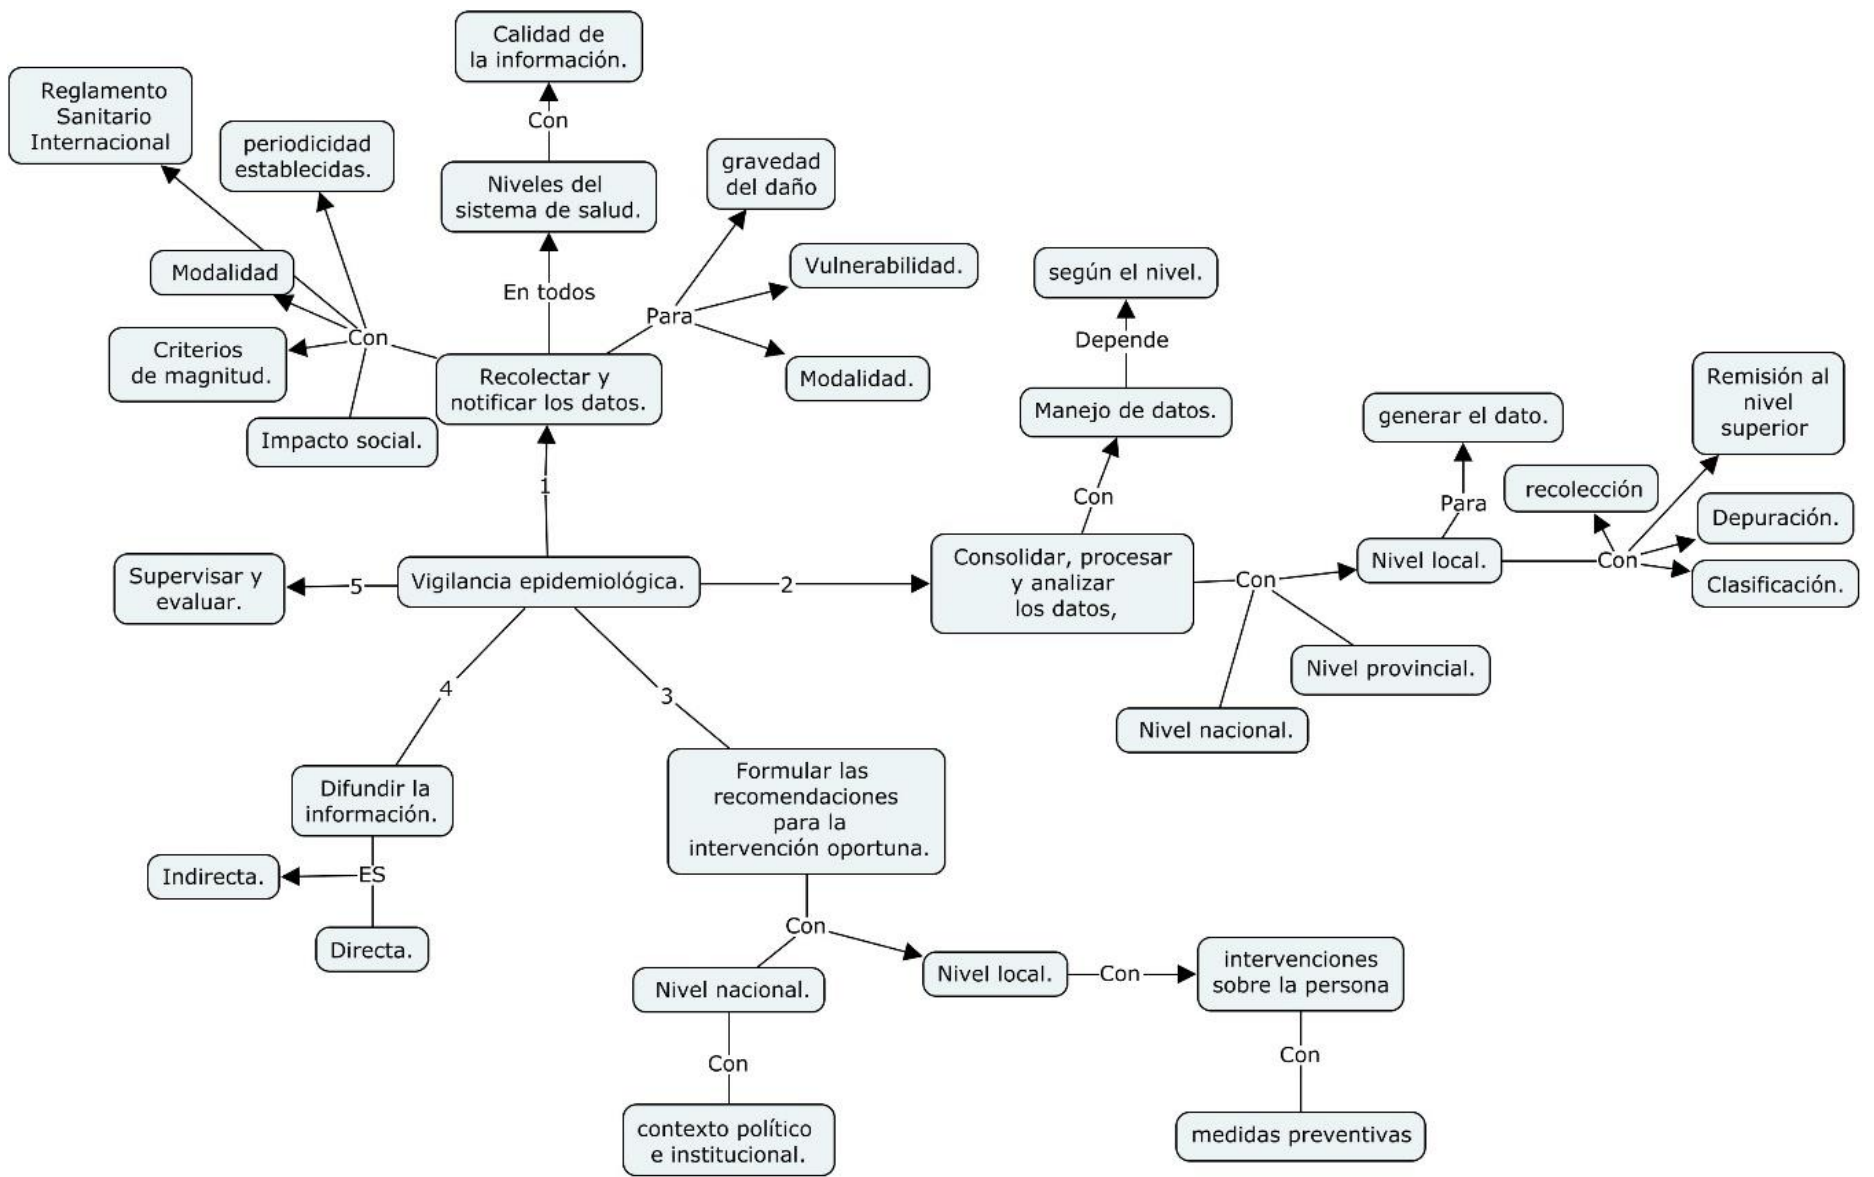 Calidad de
la información.
Con
Niveles del
sistema de salud.
En todos
Reglamento
Sanitario
Internacional
periodicidad
establecidas.
Modalidad
Criterios
de magnitud.
Impacto social.
Con
gravedad
del daño
Vulnerabilidad.
Modalidad.
Para
Recolectar y
notificar los datos.
1
Vigilancia epidemiológica.
2
Consolidar, procesar
y analizar
los datos,
Con
Manejo de datos.
Depende
según el nivel.
Con
Nivel local.
Nivel provincial.
Nivel nacional.
Para
generar el dato.
Con
recolección
Remisión al
nivel
superior
Depuración.
Clasificación.
5
Supervisar y
evaluar.
4
Difundir la
información.
ES
Indirecta.
Directa.
3
Formular las
recomendaciones
para la
intervención oportuna.
Con
Nivel nacional.
Con
contexto político
e institucional.
Nivel local.
Con
intervenciones
sobre la persona
Con
medidas preventivas